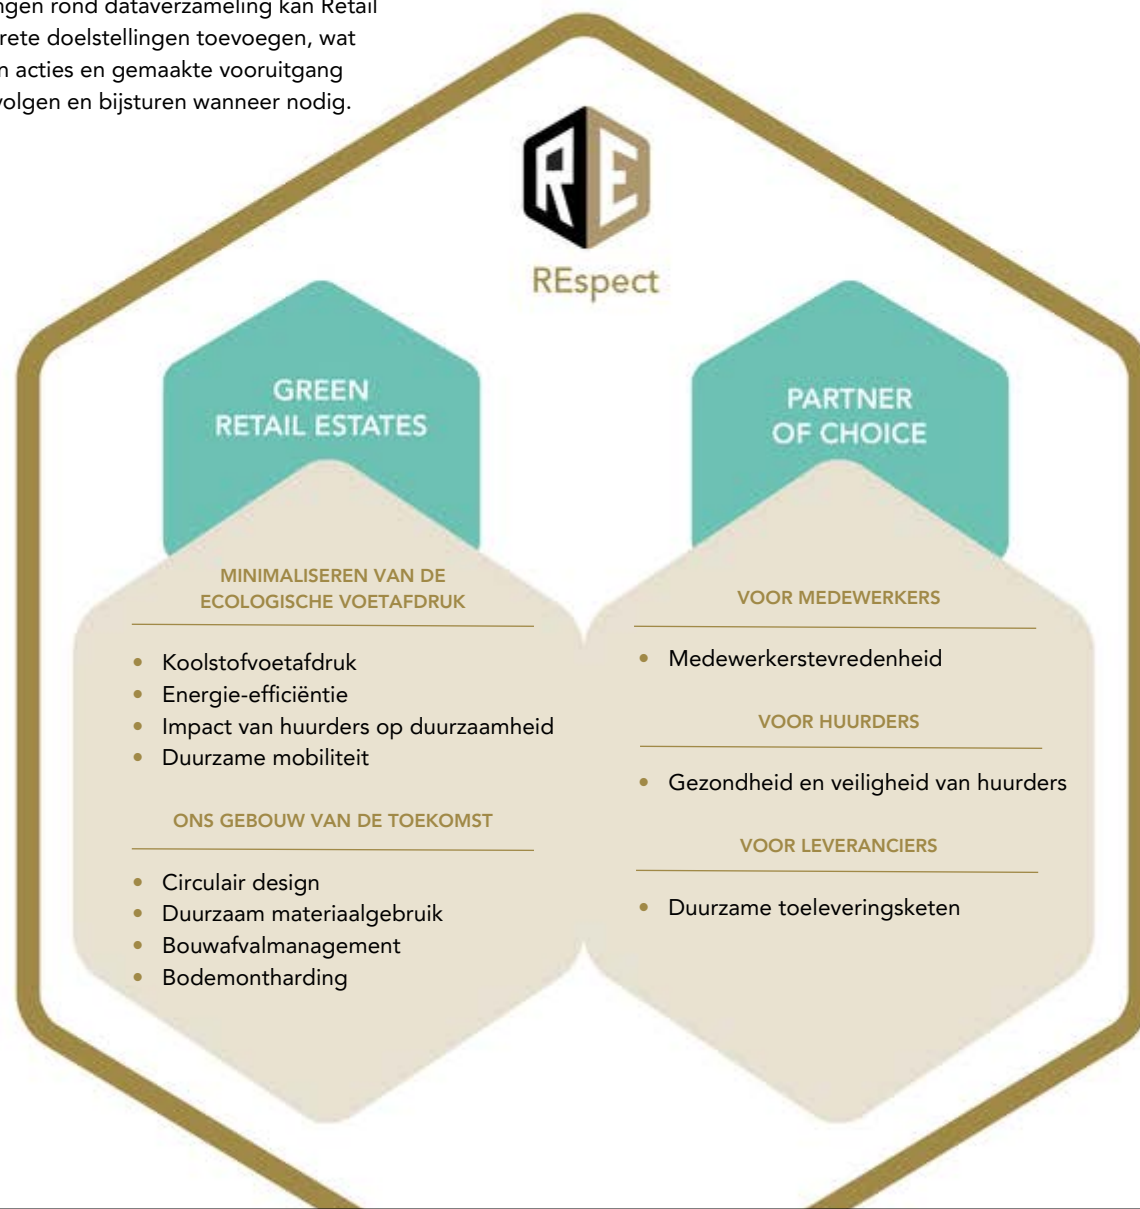 ngen rond dataverzameling kan Retail
rete doelstellingen toevoegen, wat
n acties en gemaakte vooruitgang
volgen en bijsturen wanneer nodig.
RE
REspect
GREEN
RETAIL ESTATES
MINIMALISEREN VAN DE
ECOLOGISCHE VOETAFDRUK
• Koolstofvoetafdruk
• Energie-efficiëntie
• Impact van huurders op duurzaamheid
• Duurzame mobiliteit
ONS GEBOUW VAN DE TOEKOMST
• Circulair design
• Duurzaam materiaalgebruik
• Bouwafvalmanagement
• Bodemontharding
PARTNER
OF CHOICE
VOOR MEDEWERKERS
• Medewerkerstevredenheid
VOOR HUURDERS
• Gezondheid en veiligheid van huurders
VOOR LEVERANCIERS
• Duurzame toeleveringsketen